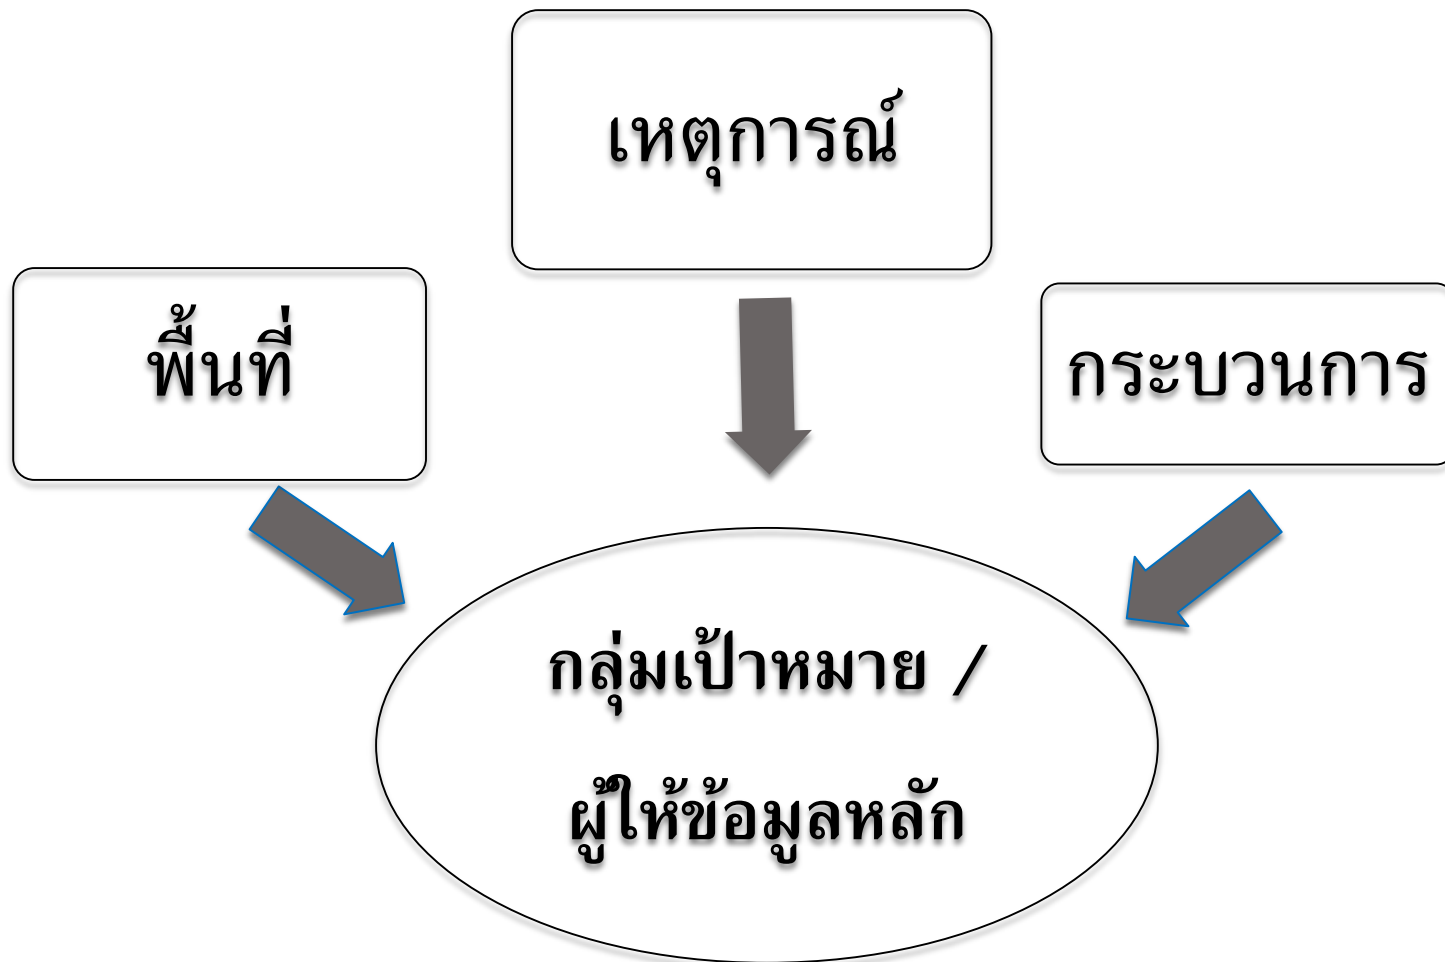 เหตุการณ์
พื้นที่
กระบวนการ
กลุ่มเป้าหมาย /
ผู้ให้ข้อมูลหลัก